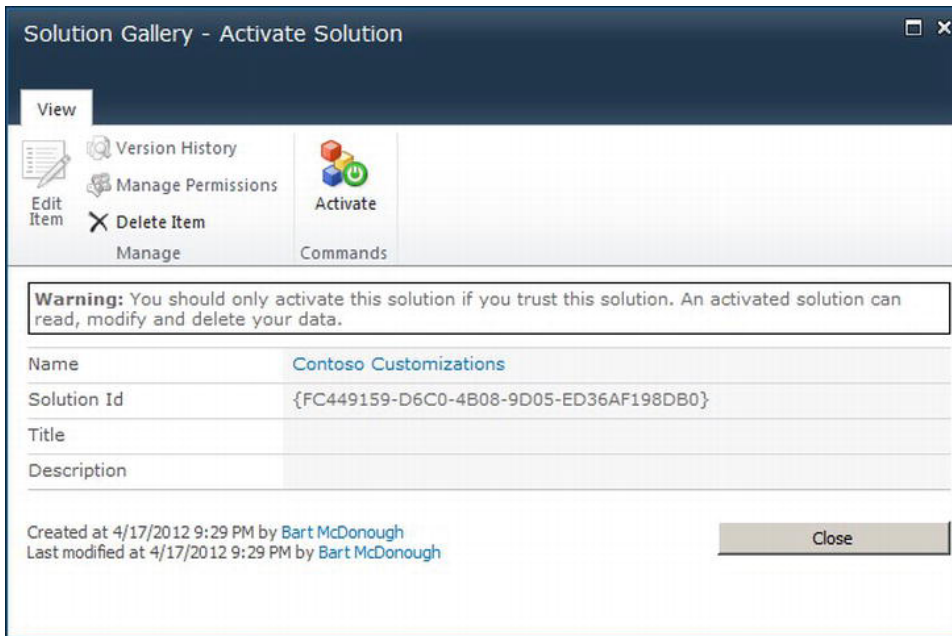 Solution Gallery - Activate Solution
View
Edit
Item
Version History
Manage Permissions
Delete Item
Manage
Activate
Commands
Warning: You should only activate this solution if you trust this solution. An activated solution can
read, modify and delete your data.
Name Contoso Customizations
Solution Id {FC449159-D6C0-4B08-9D05-ED36AF198DB0}
Title
Description
Created at 4/17/2012 9:29 PM by Bart McDonough
Last modified at 4/17/2012 9:29 PM by Bart McDonough
Close